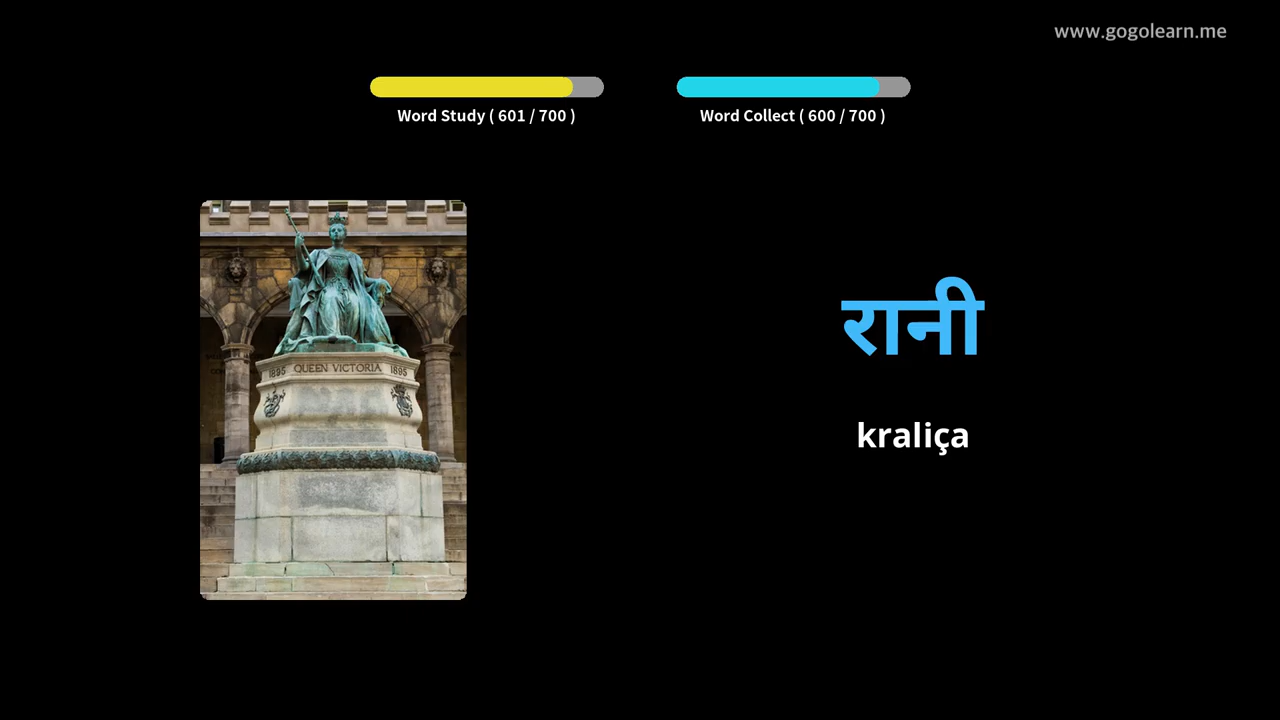 www.gogolearn.me
Word Study ( 601 / 700 )
Word Collect ( 600 / 700 )
1895 QUEEN VICTORIA 1895
रानी
kraliça